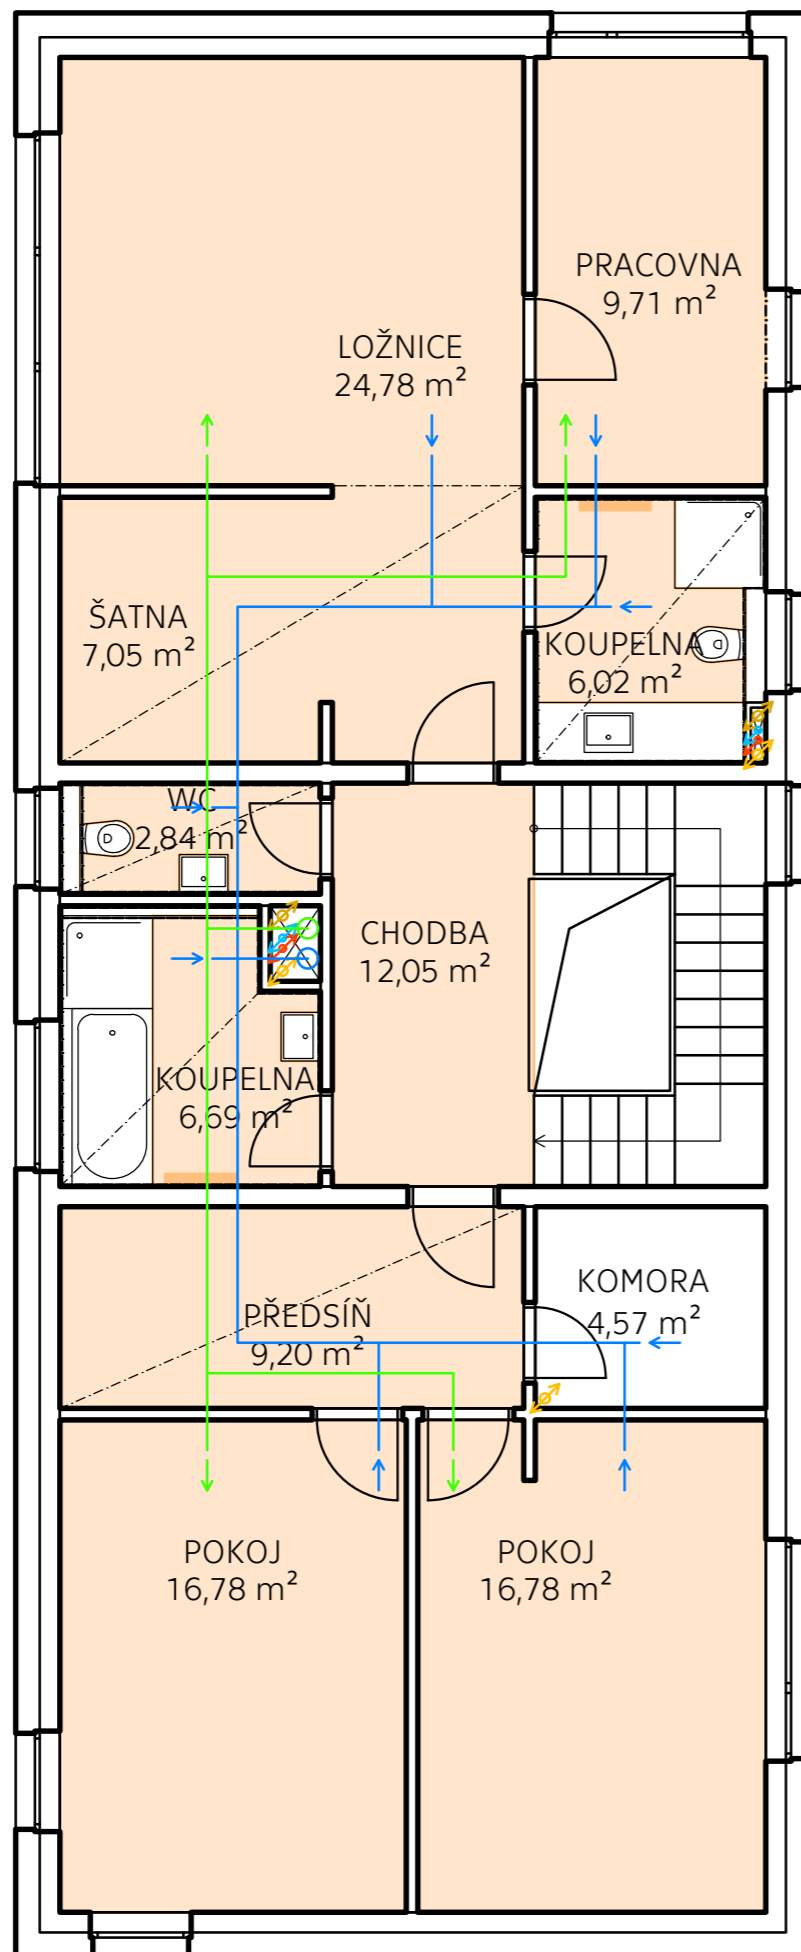 PRACOVNA
9,71 m²
LOŽNICE
24,78 m²
ŠATNA
7,05 m²
KOUPELNA
6,02 m²
WC
2,84 m²
CHODBA
12,05 m²
KOUPELNA
6,69 m²
KOMORA
4,57 m²
PŘEDSÍŇ
9,20 m²
POKOJ
16,78 m²
POKOJ
16,78 m²